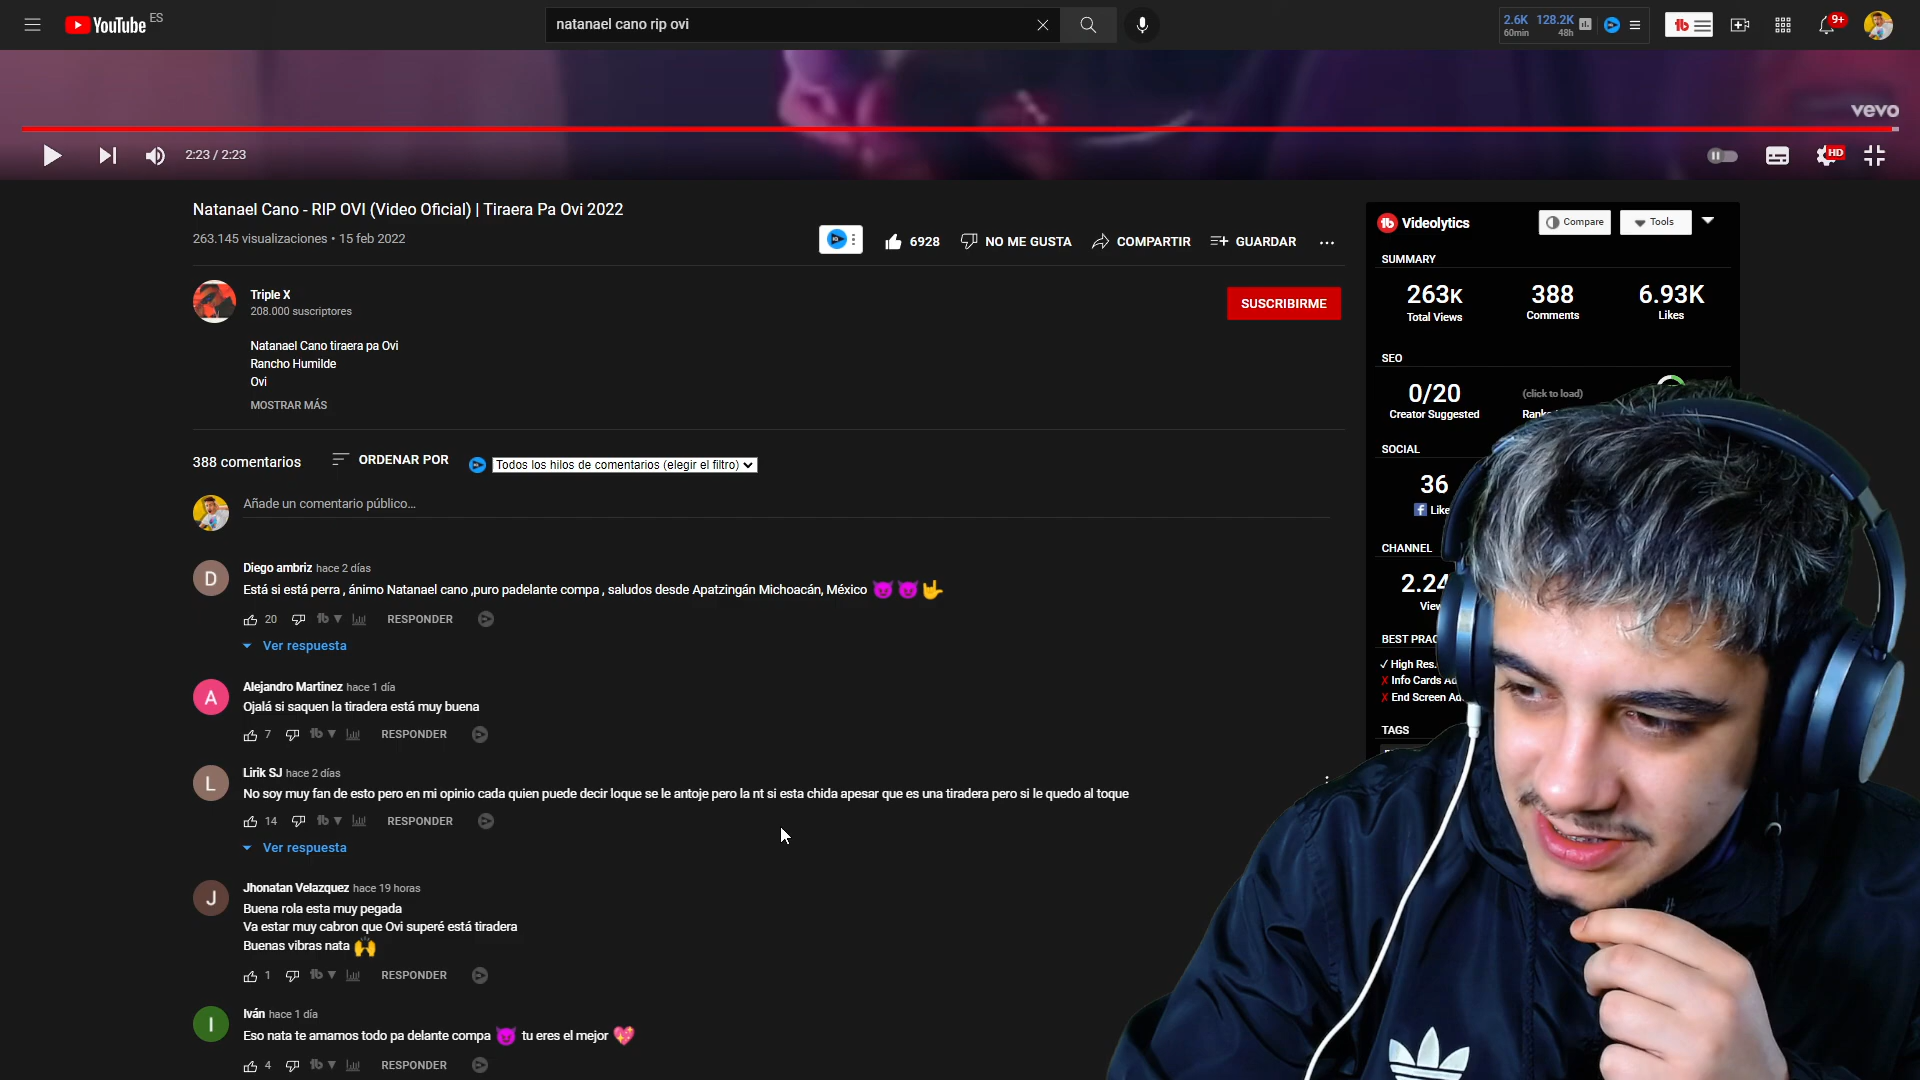 YouTube ES
natanael cano rip ovi
2.6K 128.2K
60min 48h
9+
vevo
2:23 / 2:23
HD
Natanael Cano - RIP OVI (Video Oficial) | Tiraera Pa Ovi 2022
263.145 visualizaciones • 15 feb 2022
6928 NO ME GUSTA COMPARTIR GUARDAR
Triple X
208.000 suscriptores
SUSCRIBIRME
Natanael Cano tiraera pa Ovi
Rancho Humilde
Ovi
MOSTRAR MÁS
388 comentarios ORDENAR POR Todos los hilos de comentarios (elegir el filtro)
Añade un comentario público...
D
Diego ambriz hace 2 días
Está si está perra , ánimo Natanael cano ,puro padelante compa , saludos desde Apatzingán Michoacán, México 😈😈🤟
20 RESPONDER
Ver respuesta
A
Alejandro Martinez hace 1 día
Ojalá si saquen la tiradera está muy buena
7 RESPONDER
L
Lirik SJ hace 2 días
No soy muy fan de esto pero en mi opinio cada quien puede decir loque se le antoje pero la nt si esta chida apesar que es una tiradera pero si le quedo al toque
14 RESPONDER
Ver respuesta
J
Jhonatan Velazquez hace 19 horas
Buena rola esta muy pegada
Va estar muy cabron que Ovi superé está tiradera
Buenas vibras nata 🙌
1 RESPONDER
I
Iván hace 1 día
Eso nata te amamos todo pa delante compa 😈 tu eres el mejor 💖
4 RESPONDER
Videolytics Compare Tools
SUMMARY
263K 388 6.93K
Total Views Comments Likes
SEO
0/20 (click to load)
Creator Suggested
SOCIAL
36
Like
CHANNEL
2.24
View
BEST PRAC
✓ High Res.
✗ Info Cards Ad
✗ End Screen Ad
TAGS